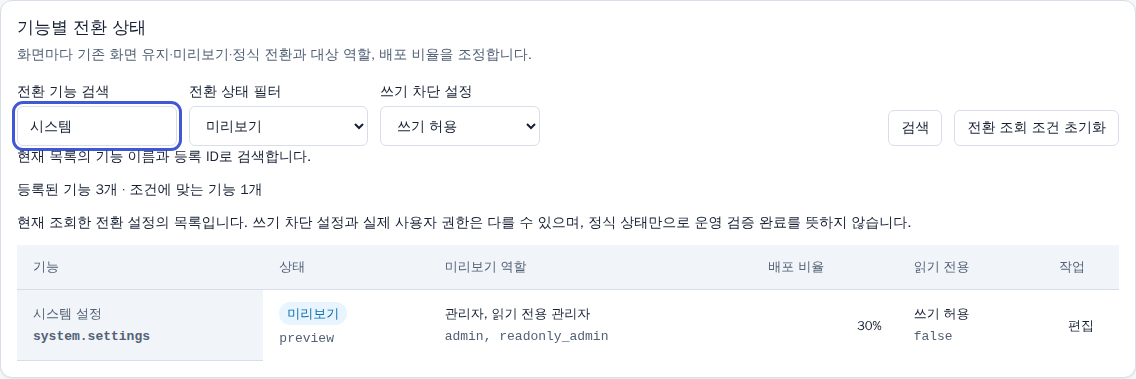 기능별 전환 상태
화면마다 기존 화면 유지·미리보기·정식 전환과 대상 역할, 배포 비율을 조정합니다.
전환 기능 검색 전환 상태 필터 쓰기 차단 설정
시스템 미리보기 쓰기 허용 검색 전환 조회 조건 초기화
현재 목록의 기능 이름과 등록 ID로 검색합니다.
등록된 기능 3개 · 조건에 맞는 기능 1개
현재 조회한 전환 설정의 목록입니다. 쓰기 차단 설정과 실제 사용자 권한은 다를 수 있으며, 정식 상태만으로 운영 검증 완료를 뜻하지 않습니다.
기능 상태 미리보기 역할 배포 비율 읽기 전용 작업
시스템 설정 미리보기 관리자, 읽기 전용 관리자 30% 쓰기 허용 편집
system.settings preview admin, readonly_admin false